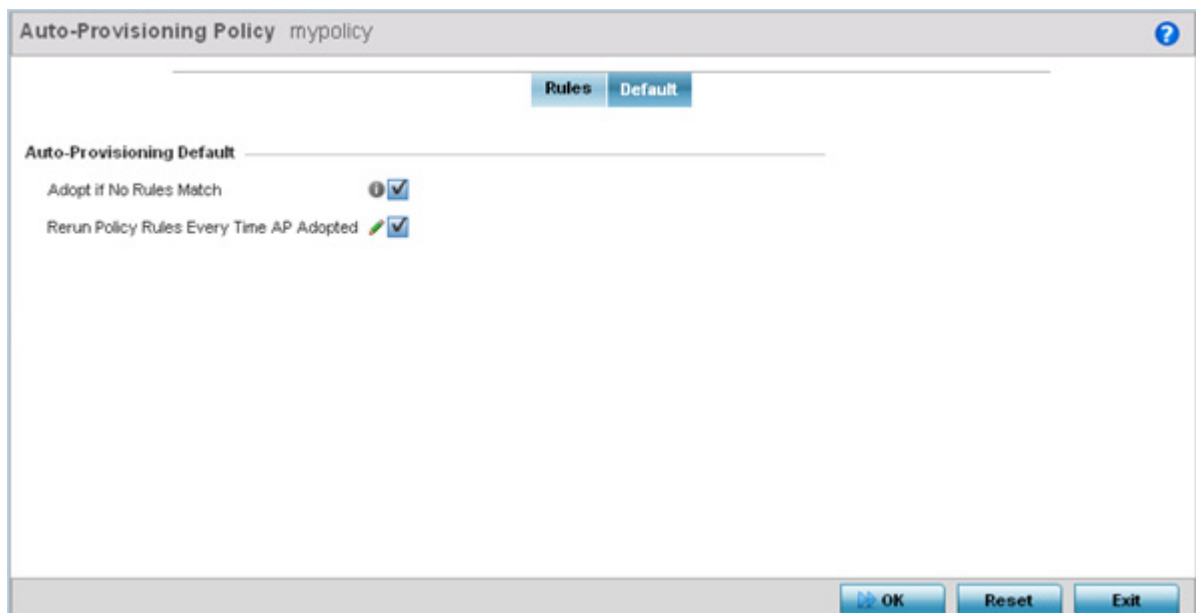 Auto-Provisioning Policy mypolicy
?
Rules Default
Auto-Provisioning Default
Adopt if No Rules Match
Rerun Policy Rules Every Time AP Adopted
OK Reset Exit